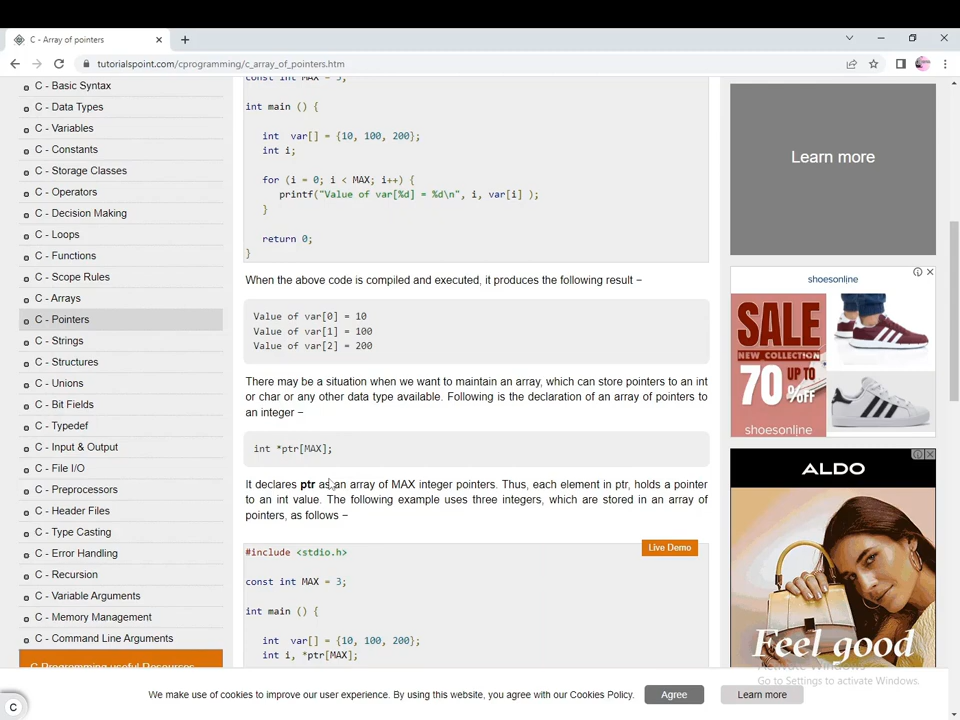 C - Array of pointers
tutorialspoint.com/cprogramming/c_array_of_pointers.htm
C - Basic Syntax
C - Data Types
C - Variables
C - Constants
C - Storage Classes
C - Operators
C - Decision Making
C - Loops
C - Functions
C - Scope Rules
C - Arrays
C - Pointers
C - Strings
C - Structures
C - Unions
C - Bit Fields
C - Typedef
C - Input & Output
C - File I/O
C - Preprocessors
C - Header Files
C - Type Casting
C - Error Handling
C - Recursion
C - Variable Arguments
C - Memory Management
C - Command Line Arguments
C Programming useful Resources
const int MAX = 3;
int main () {
int  var[] = {10, 100, 200};
int i;
for (i = 0; i < MAX; i++) {
printf("Value of var[%d] = %d\n", i, var[i] );
}
return 0;
}
When the above code is compiled and executed, it produces the following result −
Value of var[0] = 10
Value of var[1] = 100
Value of var[2] = 200
There may be a situation when we want to maintain an array, which can store pointers to an int
or char or any other data type available. Following is the declaration of an array of pointers to
an integer −
int *ptr[MAX];
It declares ptr as an array of MAX integer pointers. Thus, each element in ptr, holds a pointer
to an int value. The following example uses three integers, which are stored in an array of
pointers, as follows −
Live Demo
#include <stdio.h>
const int MAX = 3;
int main () {
int  var[] = {10, 100, 200};
int i, *ptr[MAX];
Learn more
shoesonline
SALE
NEW COLLECTION
70 UP TO % OFF
shoesonline
ALDO
Feel good
Activate Windows
Go to Settings to activate Windows.
We make use of cookies to improve our user experience. By using this website, you agree with our Cookies Policy.
Agree
Learn more
C